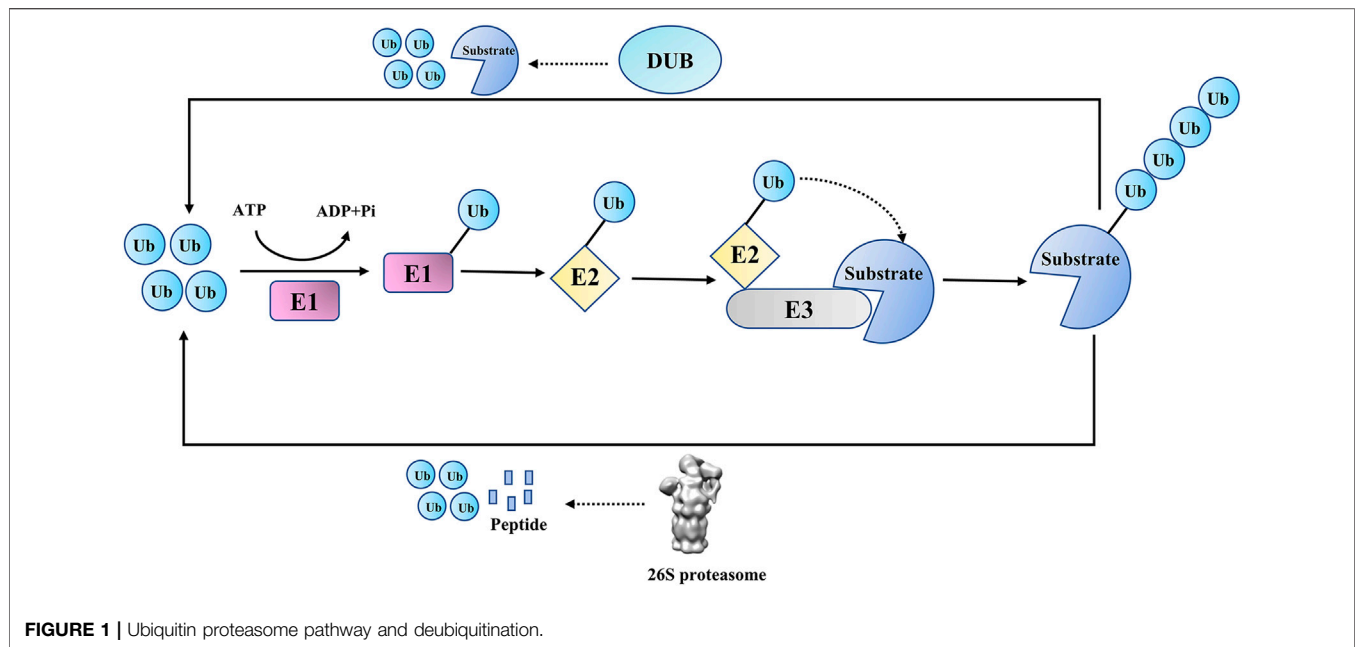 Ub Ub Substrate DUB
Ub Ub
Ub
Ub
Ub
Ub
ATP ADP+Pi Ub Ub Ub
Ub Ub E1 E2 E2 Substrate Substrate
Ub Ub E1 E3
Ub Ub
Ub Ub
Peptide
26S proteasome
FIGURE 1 | Ubiquitin proteasome pathway and deubiquitination.